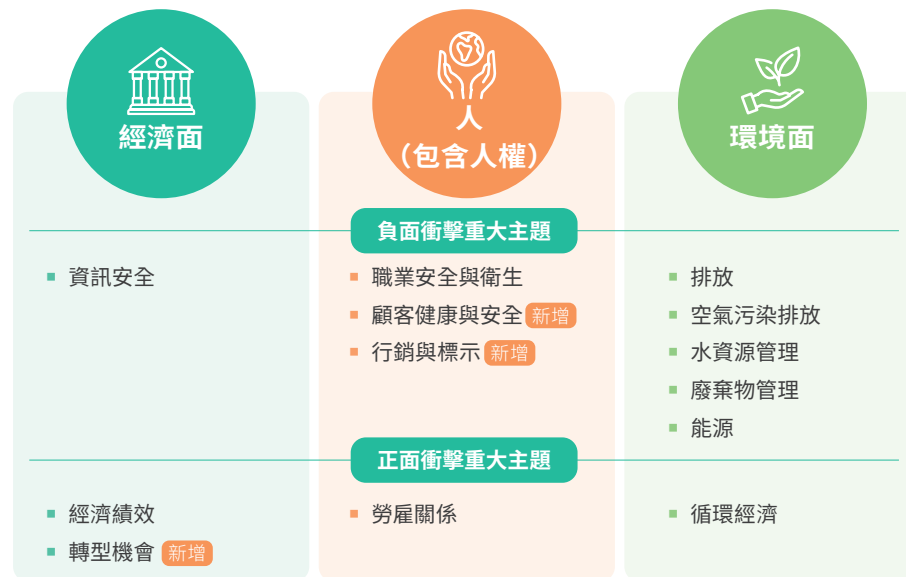 經濟面
人
（包含人權）
環境面
負面衝擊重大主題
資訊安全
職業安全與衛生
顧客健康與安全 新增
行銷與標示 新增
排放
空氣污染排放
水資源管理
廢棄物管理
能源
正面衝擊重大主題
經濟績效
轉型機會 新增
勞雇關係
循環經濟